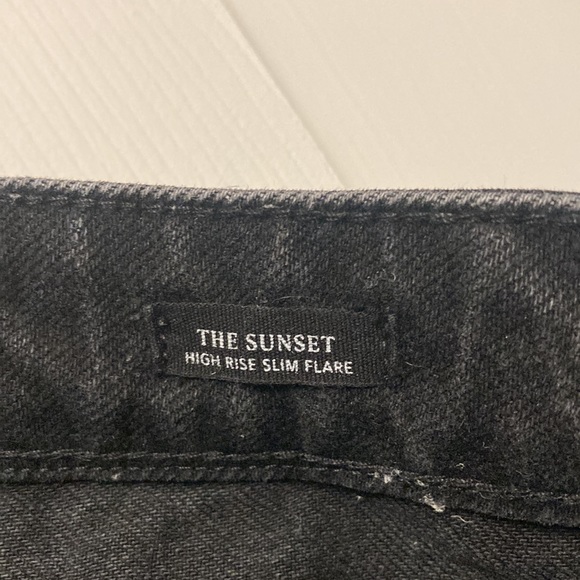 THE SUNSET
HIGH RISE SLIM FLARE